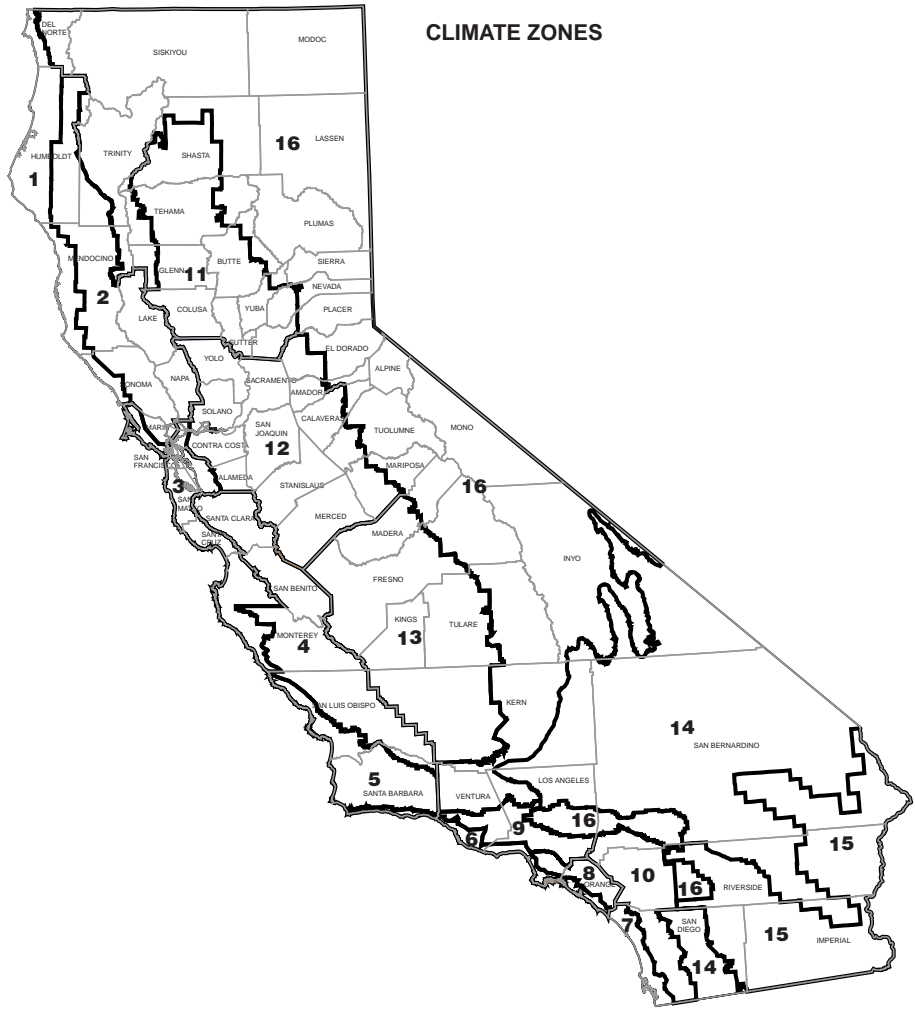 CLIMATE ZONES
DEL
NORTE
SISKIYOU
MODOC
HUMBOLDT
TRINITY
SHASTA
16
LASSEN
1
TEHAMA
PLUMAS
MENDOCINO
GLENN
11
BUTTE
SIERRA
NEVADA
2
LAKE
COLUSA
YUBA
PLACER
SUTTER
YOLO
EL DORADO
SONOMA
NAPA
SACRAMENTO
ALPINE
AMADOR
SOLANO
MARIN
SAN
JOAQUIN
CALAVERAS
TUOLUMNE
MONO
CONTRA COSTA
12
SAN
FRANCISCO
MARIPOSA
ALAMEDA
STANISLAUS
3
16
SAN
MATEO
SANTA CLARA
MERCED
SANTA
CRUZ
MADERA
INYO
FRESNO
SAN BENITO
KINGS
TULARE
MONTEREY
13
4
KERN
SAN LUIS OBISPO
14
SAN BERNARDINO
5
SANTA BARBARA
VENTURA
LOS ANGELES
6
9
16
15
8
ORANGE
10
16
RIVERSIDE
7
SAN
DIEGO
15
IMPERIAL
14